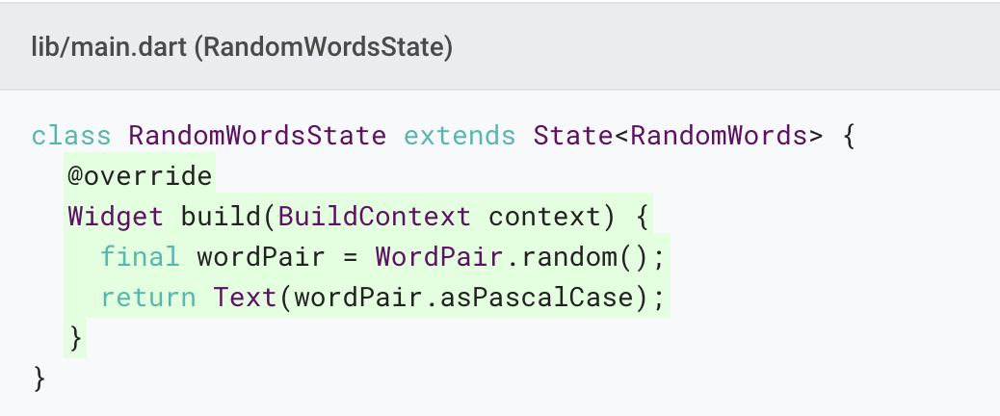 lib/main.dart (RandomWordsState)
class RandomWordsState extends State<RandomWords> {
  @override
  Widget build(BuildContext context) {
    final wordPair = WordPair.random();
    return Text(wordPair.asPascalCase);
  }
}